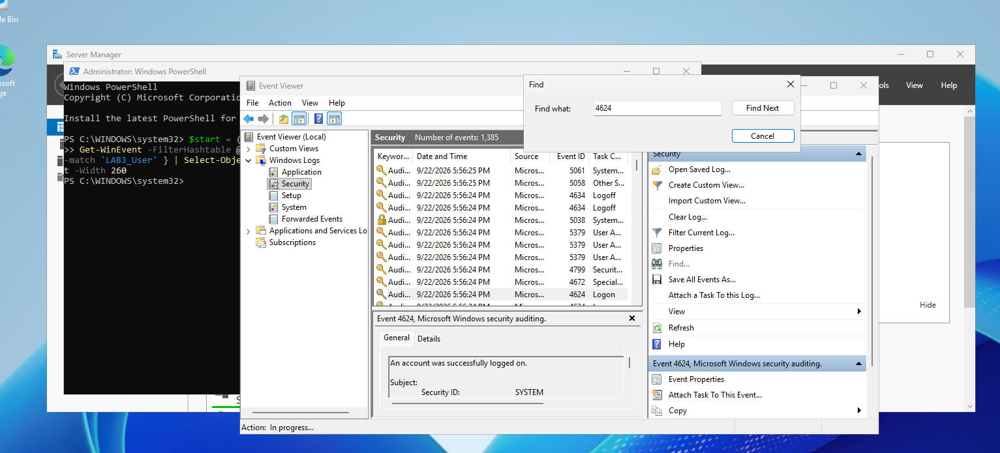 le Bin
osoft
ge
Server Manager
ols View Help
Administrator: Windows PowerShell
Windows PowerShell
Copyright (C) Microsoft Corporatio
Install the latest PowerShell for
PS C:\WINDOWS\system32> $start = (
>> Get-WinEvent -FilterHashtable @
-match 'LAB3_User' } | Select-Obje
t -Width 260
PS C:\WINDOWS\system32>
Event Viewer
File Action View Help
Event Viewer (Local)
Custom Views
Windows Logs
Application
Security
Setup
System
Forwarded Events
Applications and Services Lo
Subscriptions
Find
Find what: 4624 Find Next
Cancel
Security Number of events: 1,385
Keywor... Date and Time Source Event ID Task C...
Audi... 9/22/2026 5:56:25 PM Micros... 5061 System...
Audi... 9/22/2026 5:56:25 PM Micros... 5058 Other S...
Audi... 9/22/2026 5:56:24 PM Micros... 4634 Logoff
Audi... 9/22/2026 5:56:24 PM Micros... 4634 Logoff
Audi... 9/22/2026 5:56:24 PM Micros... 5038 System...
Audi... 9/22/2026 5:56:24 PM Micros... 5379 User A...
Audi... 9/22/2026 5:56:24 PM Micros... 5379 User A...
Audi... 9/22/2026 5:56:24 PM Micros... 5379 User A...
Audi... 9/22/2026 5:56:24 PM Micros... 4799 Securit...
Audi... 9/22/2026 5:56:24 PM Micros... 4672 Special...
Audi... 9/22/2026 5:56:24 PM Micros... 4624 Logon
Event 4624, Microsoft Windows security auditing.
General Details
An account was successfully logged on.
Subject:
Security ID: SYSTEM
Security
Open Saved Log...
Create Custom View...
Import Custom View...
Clear Log...
Filter Current Log...
Properties
Find...
Save All Events As...
Attach a Task To this Log...
View
Refresh
Help
Event 4624, Microsoft Windows security auditing.
Event Properties
Attach Task To This Event...
Copy
Hide
Action: In progress...